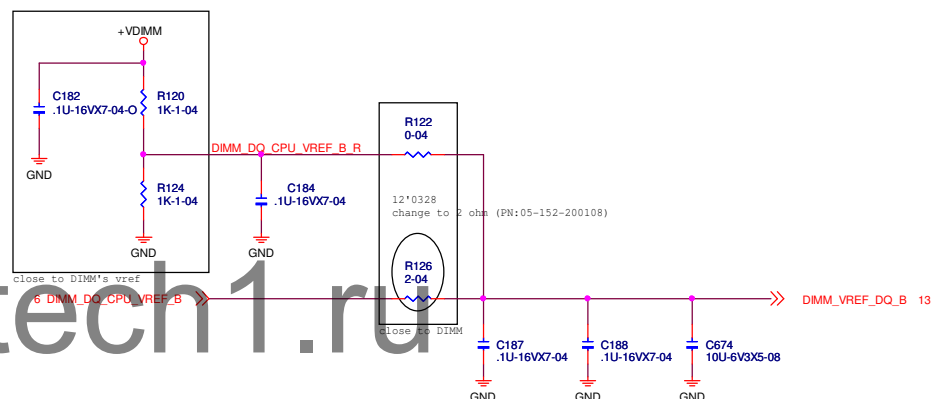 +VDIMM
C182
.1U-16VX7-04-O
R120
1K-1-04
GND
DIMM_DQ_CPU_VREF_B_R
R122
0-04
R124
1K-1-04
C184
.1U-16VX7-04
GND
GND
12'0328
change to 2 ohm (PN:05-152-200108)
close to DIMM's vref
R126
2-04
6 DIMM_DQ_CPU_VREF_B
DIMM_VREF_DQ_B 13
close to DIMM
tech1.ru
C187
.1U-16VX7-04
C188
.1U-16VX7-04
C674
10U-6V3X5-08
GND
GND
GND